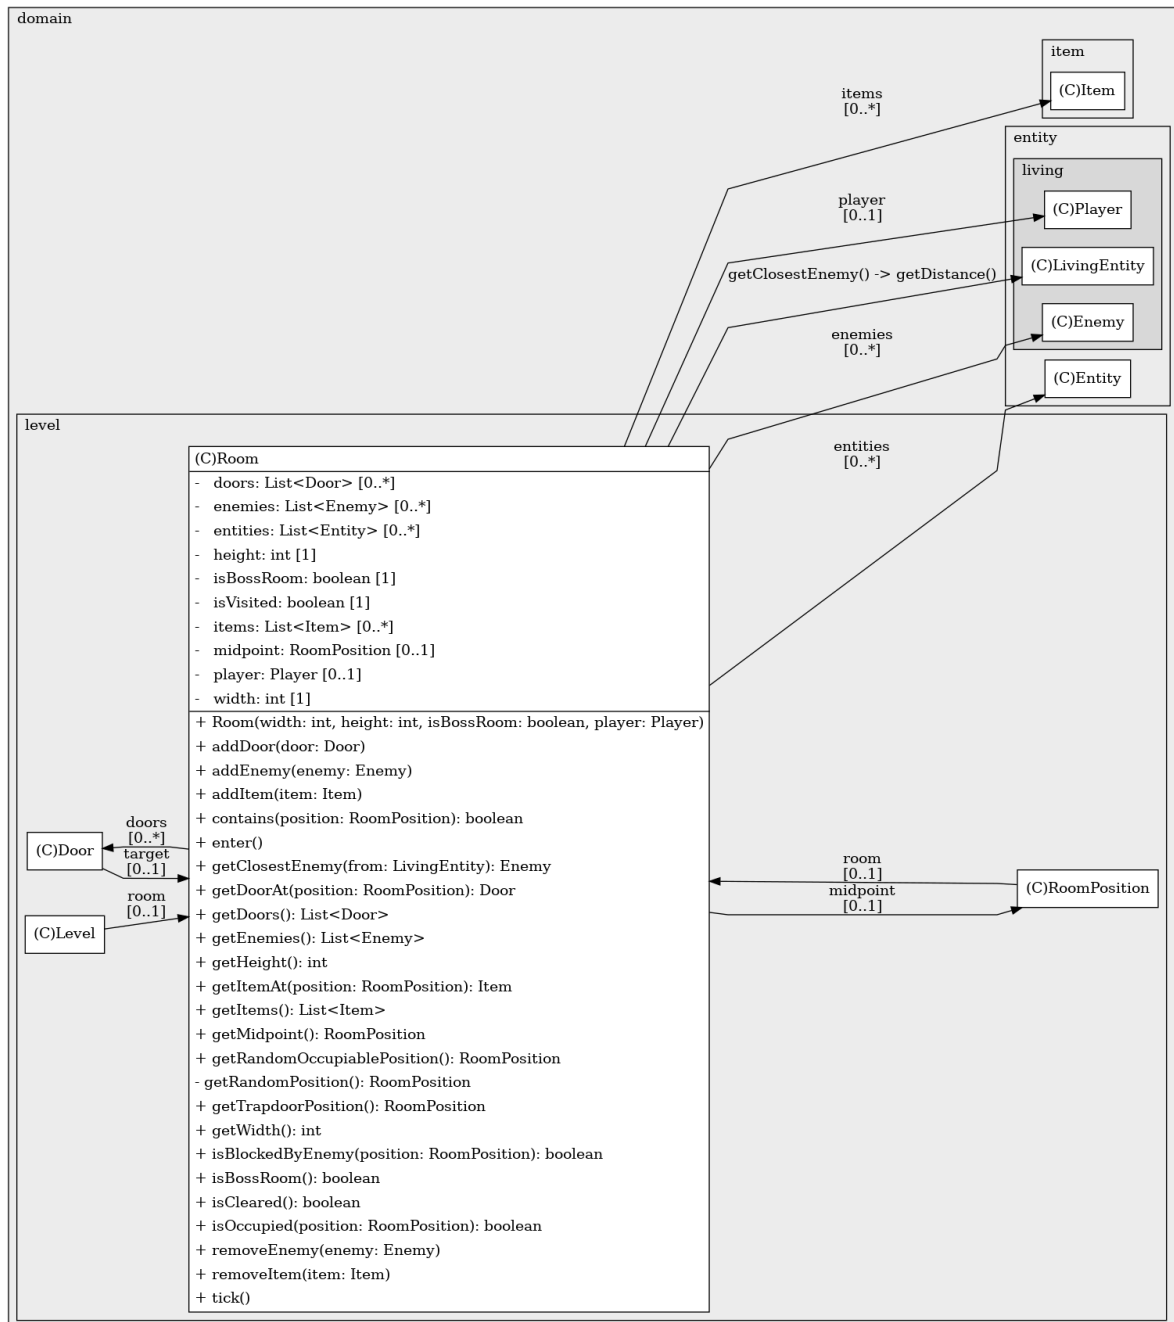 domain
item
(C)Item
items
[0..*]
entity
living
(C)Player
player
[0..1]
(C)LivingEntity
getClosestEnemy() -> getDistance()
(C)Enemy
enemies
[0..*]
(C)Entity
entities
[0..*]
level
(C)Room
-   doors: List<Door> [0..*]
-   enemies: List<Enemy> [0..*]
-   entities: List<Entity> [0..*]
-   height: int [1]
-   isBossRoom: boolean [1]
-   isVisited: boolean [1]
-   items: List<Item> [0..*]
-   midpoint: RoomPosition [0..1]
-   player: Player [0..1]
-   width: int [1]
+ Room(width: int, height: int, isBossRoom: boolean, player: Player)
+ addDoor(door: Door)
+ addEnemy(enemy: Enemy)
+ addItem(item: Item)
+ contains(position: RoomPosition): boolean
+ enter()
+ getClosestEnemy(from: LivingEntity): Enemy
+ getDoorAt(position: RoomPosition): Door
+ getDoors(): List<Door>
+ getEnemies(): List<Enemy>
+ getHeight(): int
+ getItemAt(position: RoomPosition): Item
+ getItems(): List<Item>
+ getMidpoint(): RoomPosition
+ getRandomOccupiablePosition(): RoomPosition
- getRandomPosition(): RoomPosition
+ getTrapdoorPosition(): RoomPosition
+ getWidth(): int
+ isBlockedByEnemy(position: RoomPosition): boolean
+ isBossRoom(): boolean
+ isCleared(): boolean
+ isOccupied(position: RoomPosition): boolean
+ removeEnemy(enemy: Enemy)
+ removeItem(item: Item)
+ tick()
doors
[0..*]
(C)Door
target
[0..1]
room
[0..1]
(C)Level
room
[0..1]
(C)RoomPosition
midpoint
[0..1]